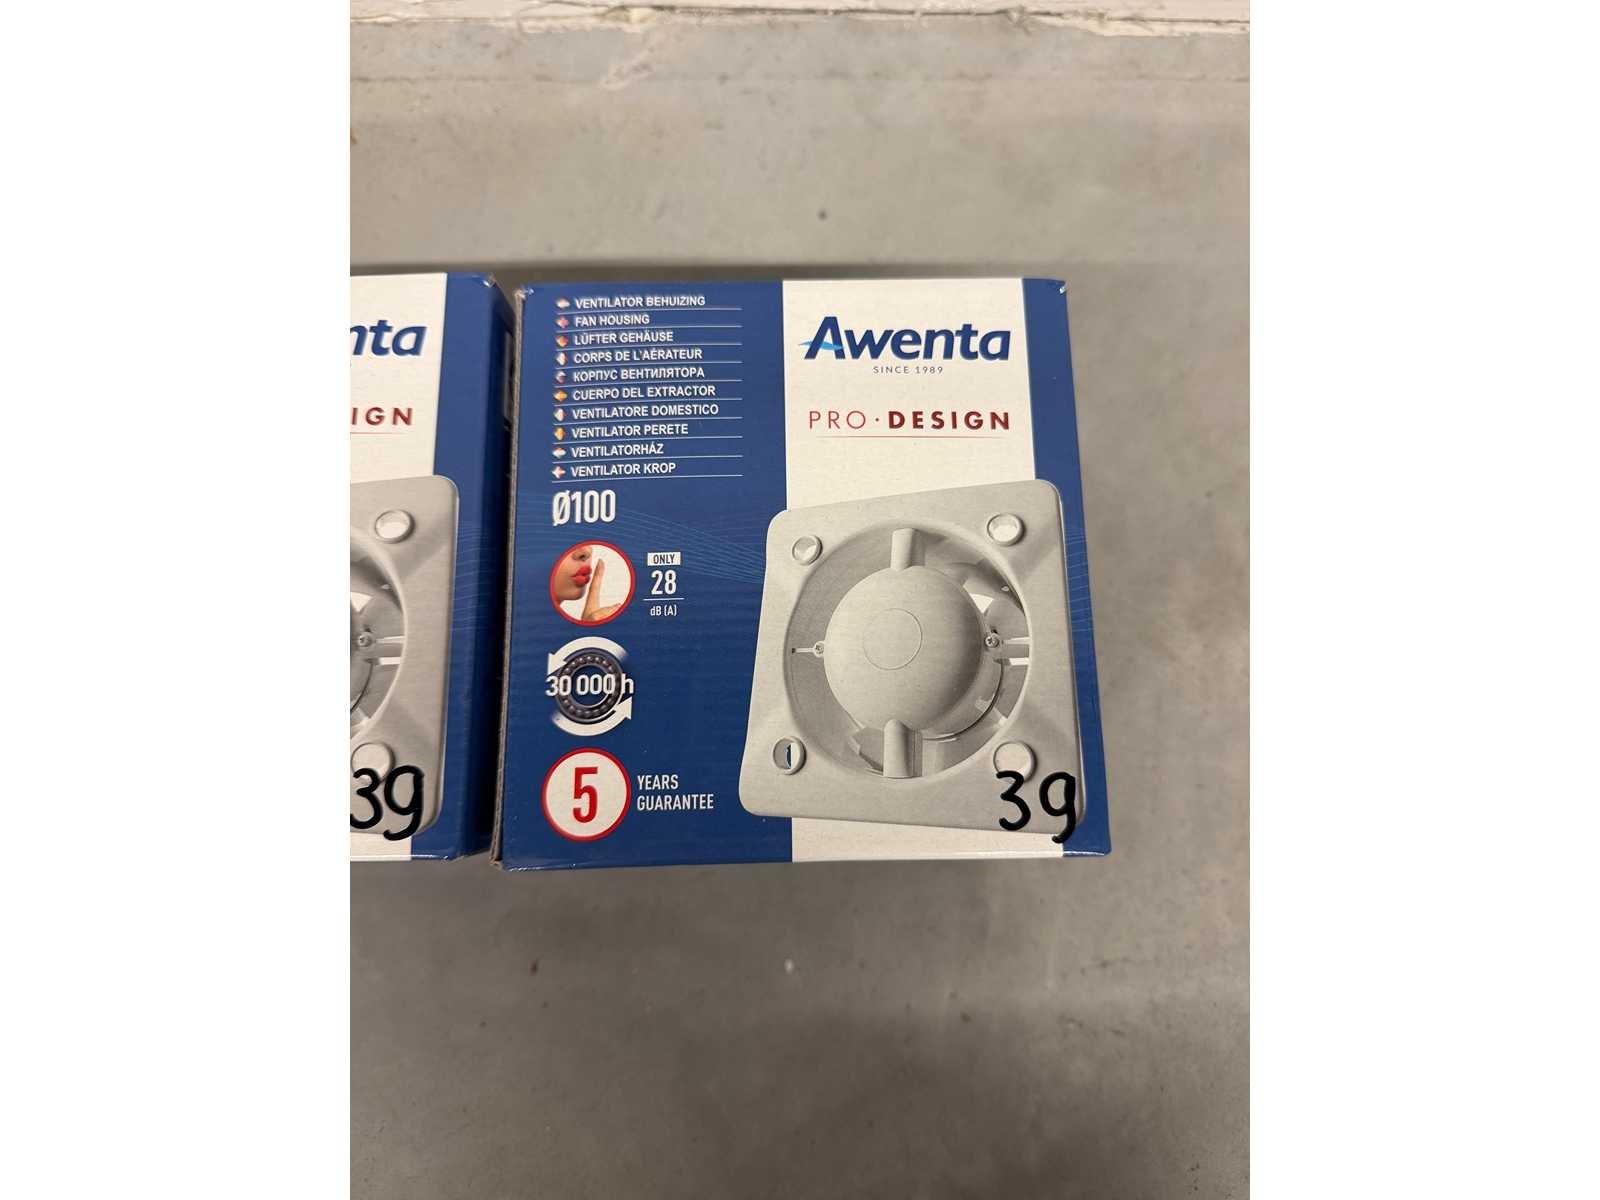 nta
IGN
39
VENTILATOR BEHUIZING
FAN HOUSING
LÜFTER GEHÄUSE
CORPS DE L'AÉRATEUR
КОРПУС ВЕНТИЛЯТОРА
CUERPO DEL EXTRACTOR
VENTILATORE DOMESTICO
VENTILATOR PERETE
VENTILATORHÁZ
VENTILATOR KROP
Ø100
ONLY
28
dB (A)
30 000 h
5
YEARS
GUARANTEE
Awenta
SINCE 1989
PRO·DESIGN
39